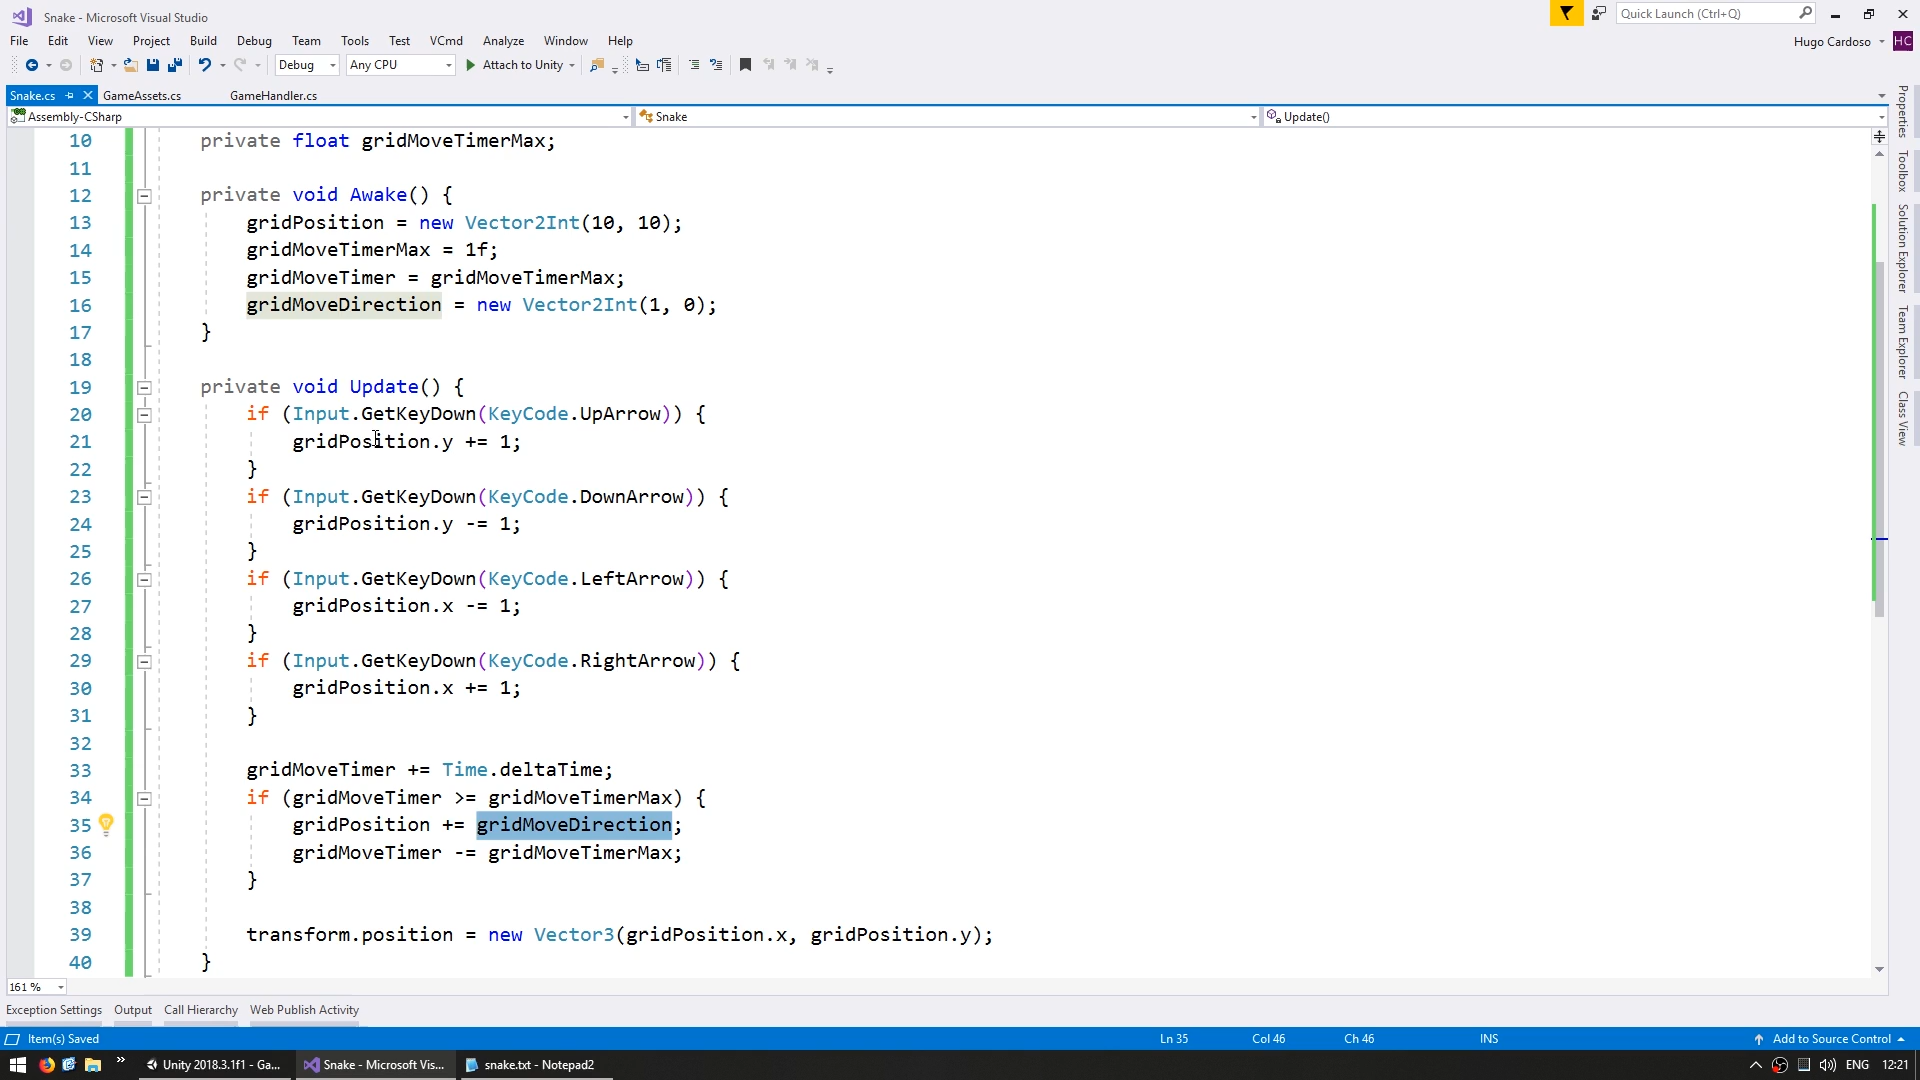 Snake - Microsoft Visual Studio
Quick Launch (Ctrl+Q)
File Edit View Project Build Debug Team Tools Test VCmd Analyze Window Help
Hugo Cardoso HC
Debug Any CPU Attach to Unity
Snake.cs GameAssets.cs GameHandler.cs
Assembly-CSharp Snake Update()
10 private float gridMoveTimerMax;
11
12 private void Awake() {
13 gridPosition = new Vector2Int(10, 10);
14 gridMoveTimerMax = 1f;
15 gridMoveTimer = gridMoveTimerMax;
16 gridMoveDirection = new Vector2Int(1, 0);
17 }
18
19 private void Update() {
20 if (Input.GetKeyDown(KeyCode.UpArrow)) {
21 gridPosition.y += 1;
22 }
23 if (Input.GetKeyDown(KeyCode.DownArrow)) {
24 gridPosition.y -= 1;
25 }
26 if (Input.GetKeyDown(KeyCode.LeftArrow)) {
27 gridPosition.x -= 1;
28 }
29 if (Input.GetKeyDown(KeyCode.RightArrow)) {
30 gridPosition.x += 1;
31 }
32
33 gridMoveTimer += Time.deltaTime;
34 if (gridMoveTimer >= gridMoveTimerMax) {
35 gridPosition += gridMoveDirection;
36 gridMoveTimer -= gridMoveTimerMax;
37 }
38
39 transform.position = new Vector3(gridPosition.x, gridPosition.y);
40 }
Properties
Toolbox
Solution Explorer
Team Explorer
Class View
161 %
Exception Settings Output Call Hierarchy Web Publish Activity
Item(s) Saved Ln 35 Col 46 Ch 46 INS Add to Source Control
Unity 2018.3.1f1 - Ga... Snake - Microsoft Vis... snake.txt - Notepad2 ENG 12:21